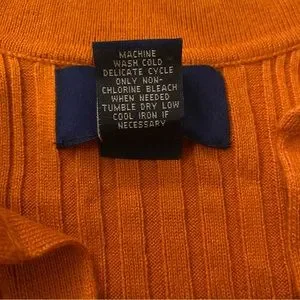 MACHINE
WASH COLD
DELICATE CYCLE
ONLY NON-
CHLORINE BLEACH
WHEN NEEDED
TUMBLE DRY LOW
COOL IRON IF
NECESSARY